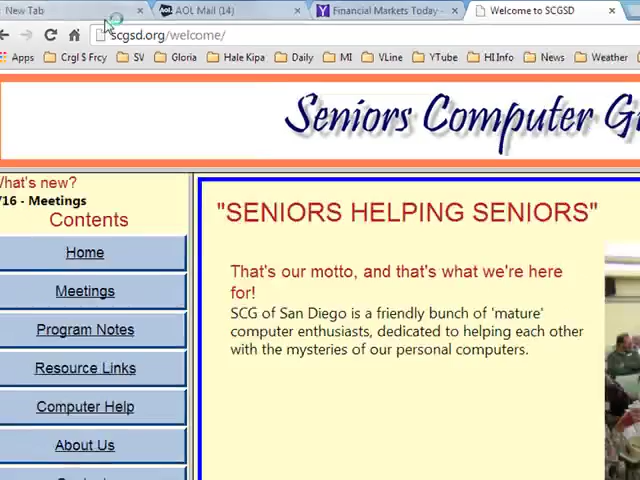 New Tab
AOL Mail (14)
Financial Markets Today -
Welcome to SCGSD
scgsd.org/welcome/
Apps
Crgl $ Frcy
SV
Gloria
Hale Kipa
Daily
MI
VLine
YTube
HI Info
News
Weather
Seniors Computer
What's new?
/16 - Meetings
Contents
Home
Meetings
Program Notes
Resource Links
Computer Help
About Us
"SENIORS HELPING SENIORS"
That's our motto, and that's what we're here
for!
SCG of San Diego is a friendly bunch of 'mature'
computer enthusiasts, dedicated to helping each other
with the mysteries of our personal computers.